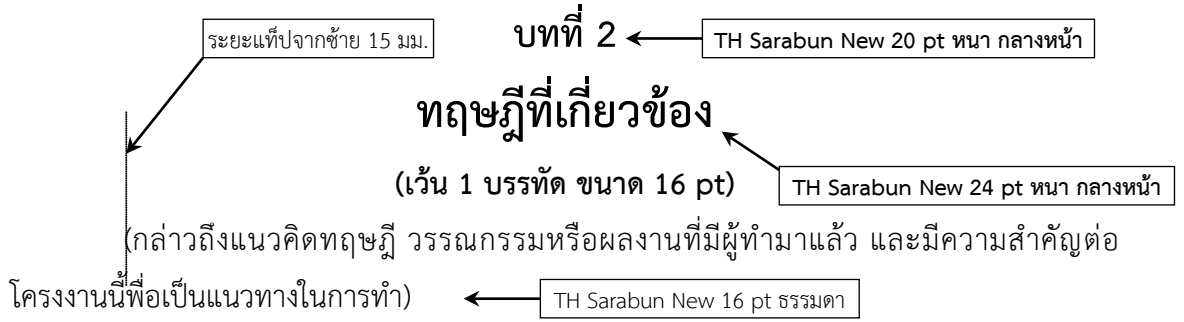 ระยะแท็ปจากซ้าย 15 มม.
บทที่ 2
TH Sarabun New 20 pt หนา กลางหน้า
ทฤษฎีที่เกี่ยวข้อง
(เว้น 1 บรรทัด ขนาด 16 pt)
TH Sarabun New 24 pt หนา กลางหน้า
(กล่าวถึงแนวคิดทฤษฎี วรรณกรรมหรือผลงานที่มีผู้ทำมาแล้ว และมีความสำคัญต่อ
โครงงานนี้พื่อเป็นแนวทางในการทำ)
TH Sarabun New 16 pt ธรรมดา